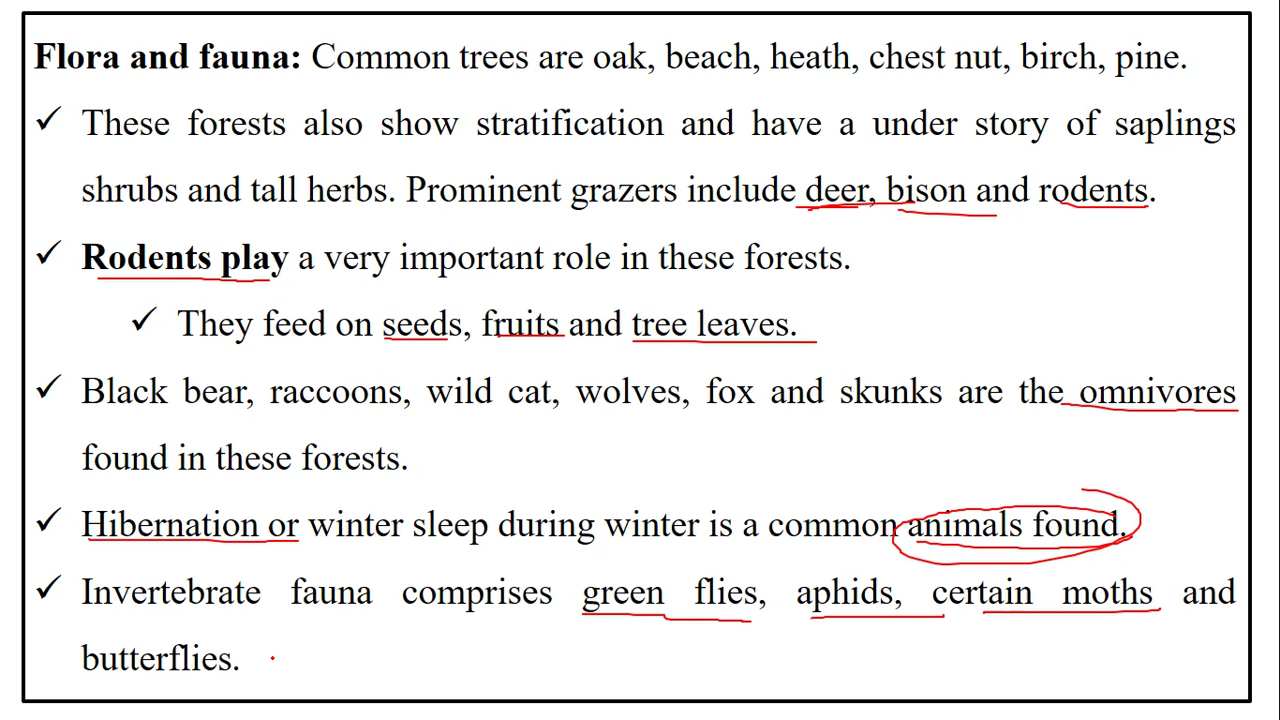 Flora and fauna: Common trees are oak, beach, heath, chest nut, birch, pine.
✓ These forests also show stratification and have a under story of saplings
shrubs and tall herbs. Prominent grazers include deer, bison and rodents.
✓ Rodents play a very important role in these forests.
✓ They feed on seeds, fruits and tree leaves.
✓ Black bear, raccoons, wild cat, wolves, fox and skunks are the omnivores
found in these forests.
✓ Hibernation or winter sleep during winter is a common animals found.
✓ Invertebrate fauna comprises green flies, aphids, certain moths and
butterflies.